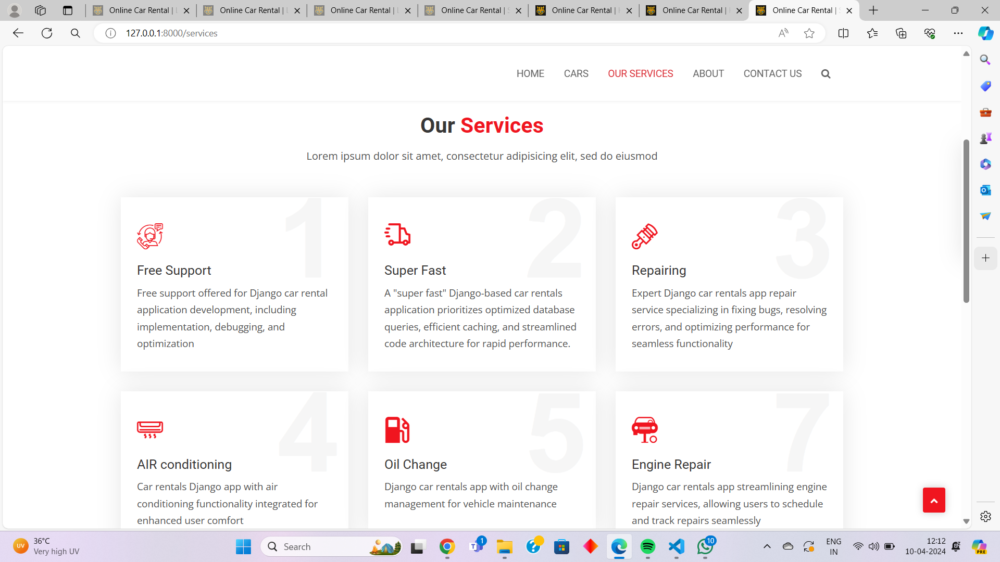 Online Car Rental | L
Online Car Rental | L
Online Car Rental | L
Online Car Rental | S
Online Car Rental | H
Online Car Rental |
Online Car Rental | S
127.0.0.1:8000/services
HOME CARS OUR SERVICES ABOUT CONTACT US
Our Services
Lorem ipsum dolor sit amet, consectetur adipisicing elit, sed do eiusmod
1
Free Support
Free support offered for Django car rental
application development, including
implementation, debugging, and
optimization
2
Super Fast
A "super fast" Django-based car rentals
application prioritizes optimized database
queries, efficient caching, and streamlined
code architecture for rapid performance.
3
Repairing
Expert Django car rentals app repair
service specializing in fixing bugs, resolving
errors, and optimizing performance for
seamless functionality
4
AIR conditioning
Car rentals Django app with air
conditioning functionality integrated for
enhanced user comfort
5
Oil Change
Django car rentals app with oil change
management for vehicle maintenance
7
Engine Repair
Django car rentals app streamlining engine
repair services, allowing users to schedule
and track repairs seamlessly
UV
36°C
Very high UV
Search
1
10
ENG
IN
12:12
10-04-2024
PRE